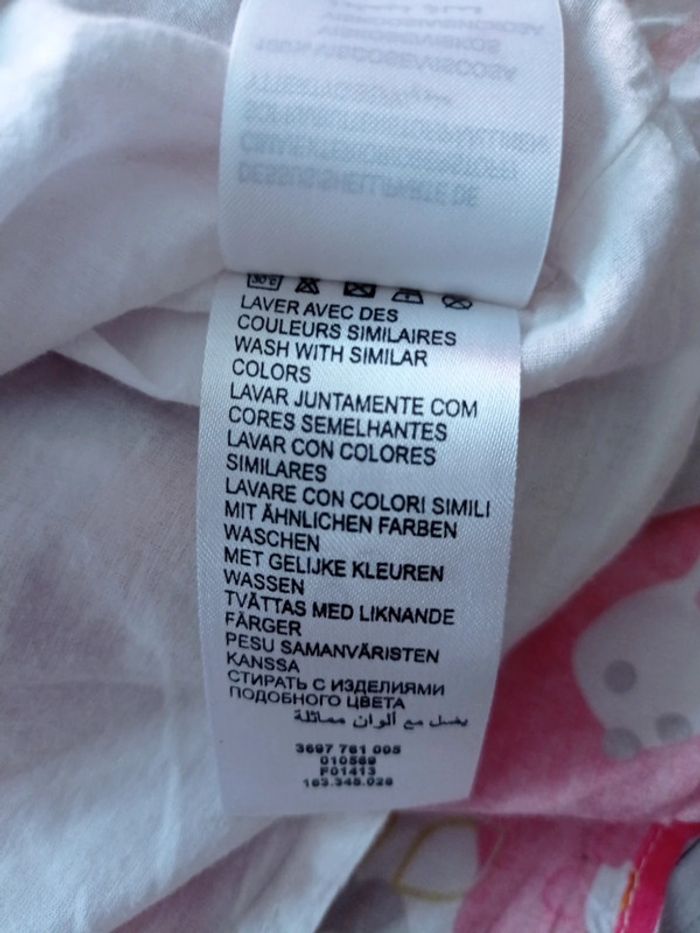 30°C
LAVER AVEC DES
COULEURS SIMILAIRES
WASH WITH SIMILAR
COLORS
LAVAR JUNTAMENTE COM
CORES SEMELHANTES
LAVAR CON COLORES
SIMILARES
LAVARE CON COLORI SIMILI
MIT ÄHNLICHEN FARBEN
WASCHEN
MET GELIJKE KLEUREN
WASSEN
TVÄTTAS MED LIKNANDE
FÄRGER
PESU SAMANVÄRISTEN
KANSSA
СТИРАТЬ С ИЗДЕЛИЯМИ
ПОДОБНОГО ЦВЕТА
يغسل مع ألوان مماثلة
3697 761 005
010569
F01413
163.345.028